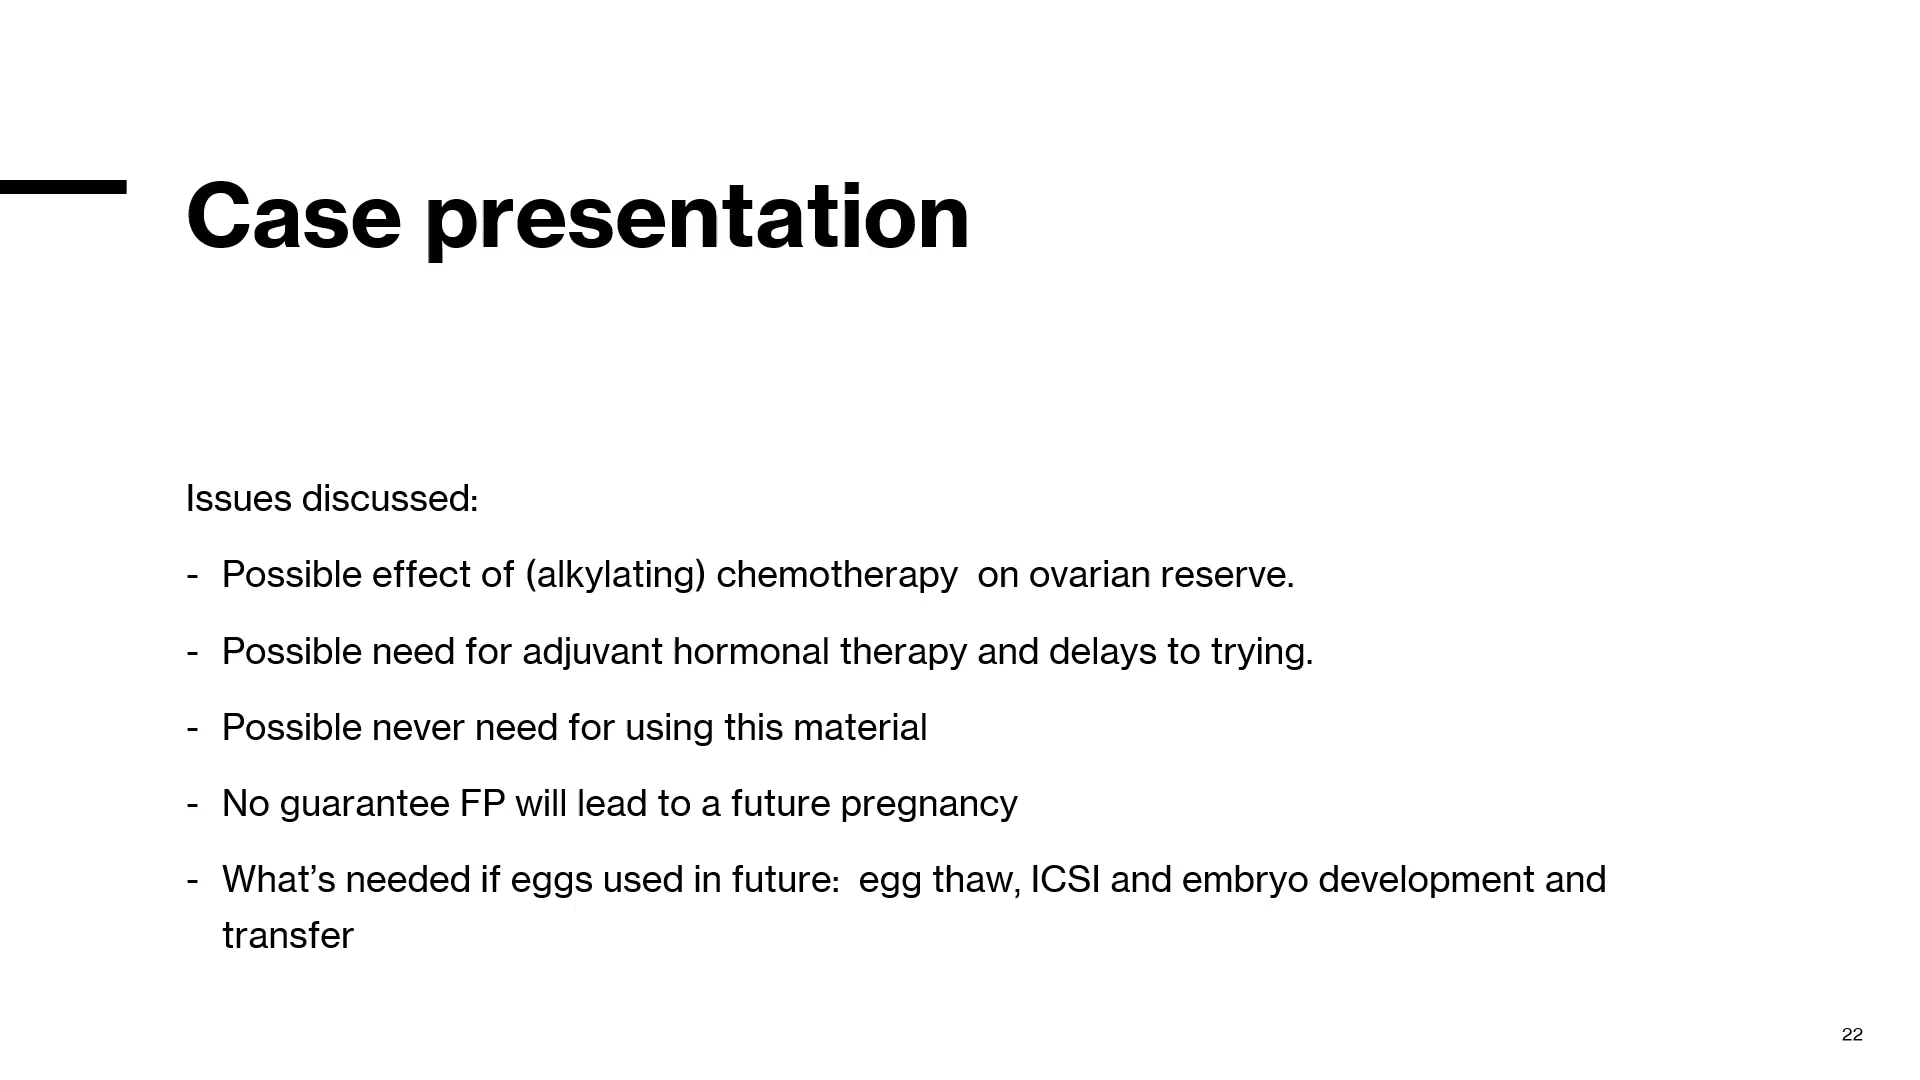 Case presentation
Issues discussed:
- Possible effect of (alkylating) chemotherapy  on ovarian reserve.
- Possible need for adjuvant hormonal therapy and delays to trying.
- Possible never need for using this material
- No guarantee FP will lead to a future pregnancy
- What’s needed if eggs used in future:  egg thaw, ICSI and embryo development and
transfer
22